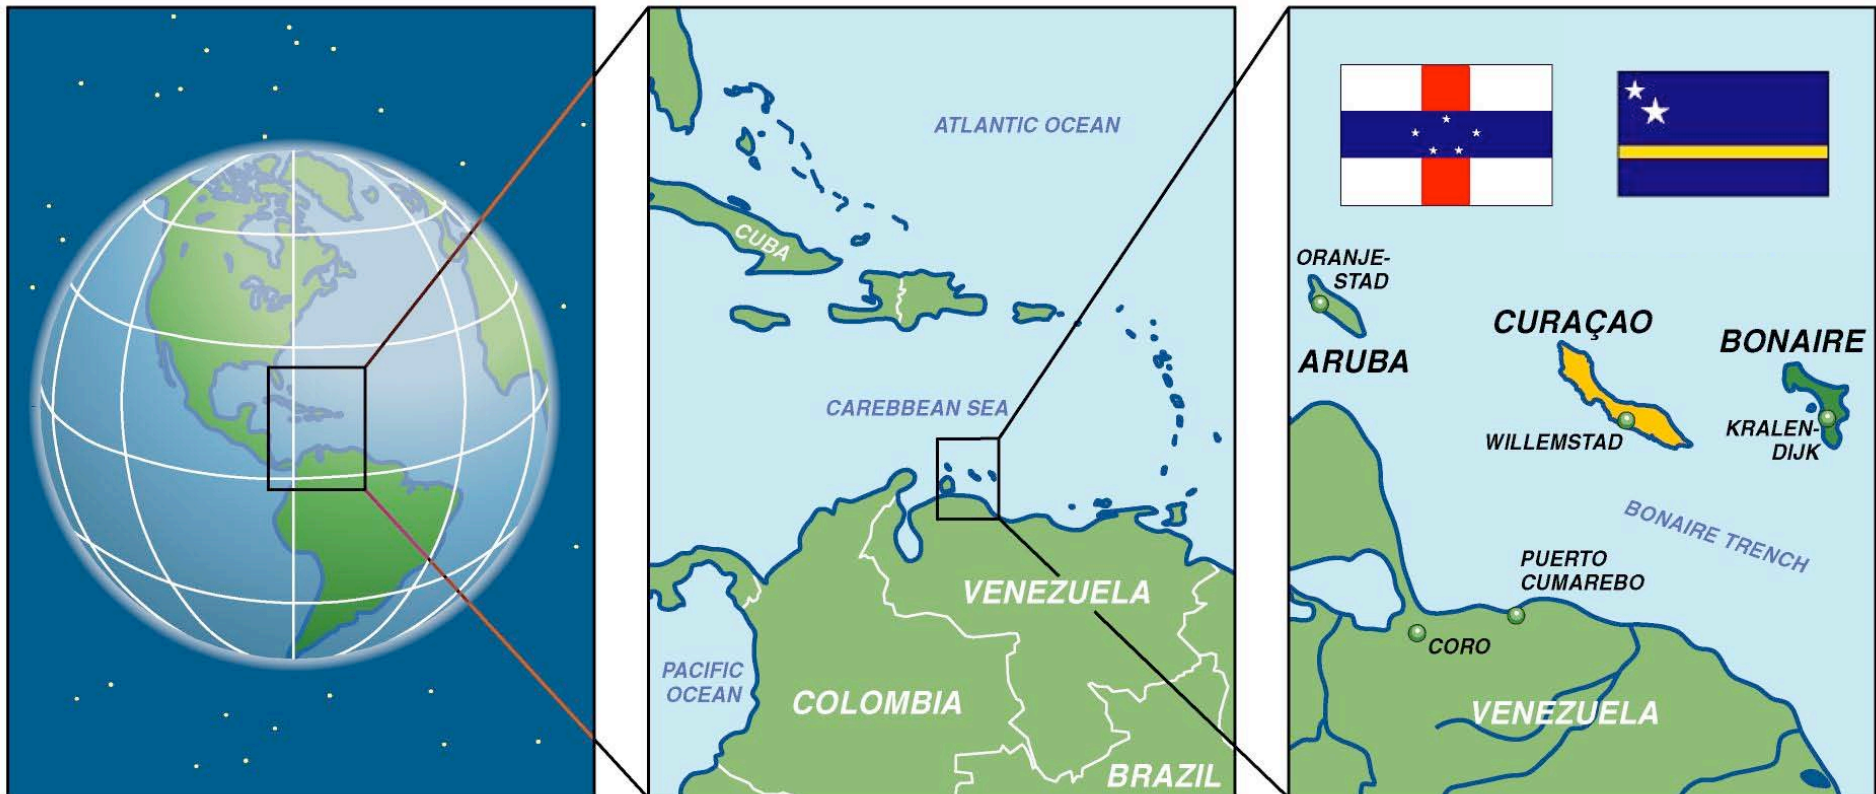 ATLANTIC OCEAN
CUBA
CAREBBEAN SEA
VENEZUELA
PACIFIC
OCEAN
COLOMBIA
BRAZIL
ORANJE-
STAD
ARUBA
CURAÇAO
WILLEMSTAD
BONAIRE
KRALEN-
DIJK
BONAIRE TRENCH
PUERTO
CUMAREBO
CORO
VENEZUELA